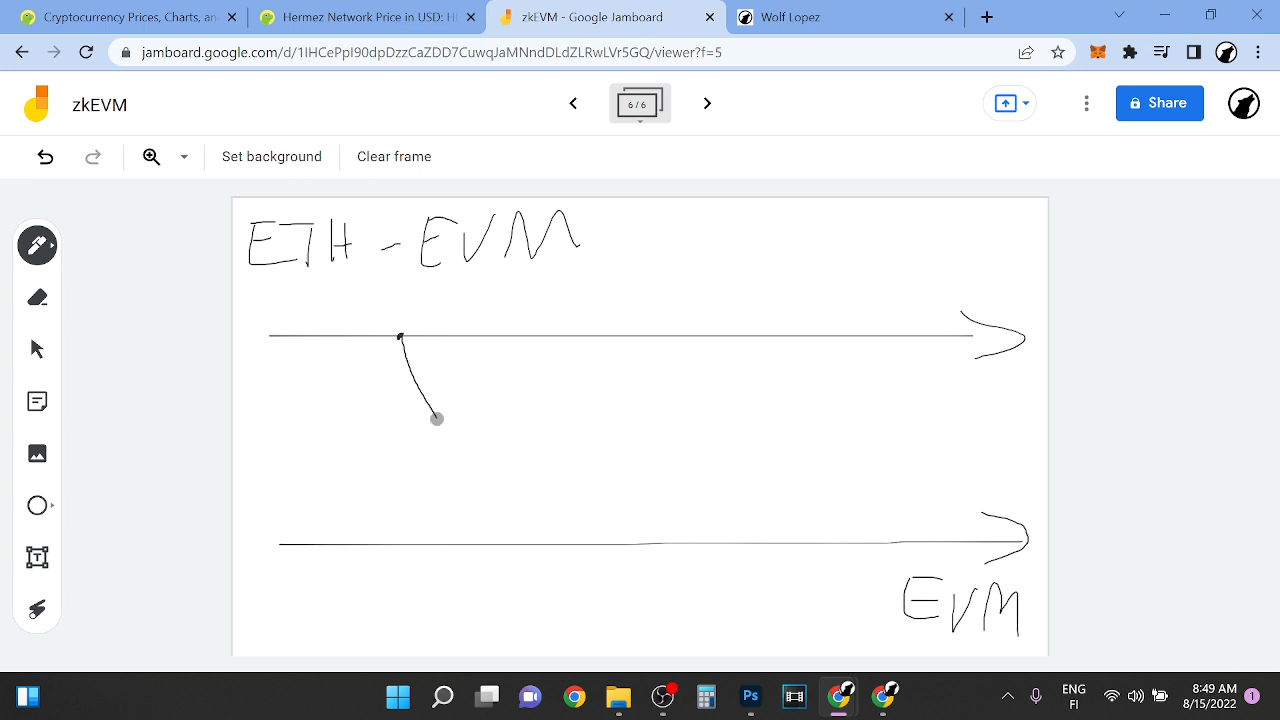 Cryptocurrency Prices, Charts, an
Hermez Network Price in USD: H
zkEVM - Google Jamboard
Wolf Lopez
jamboard.google.com/d/1IHCePpI90dpDzzCaZDD7CuwqJaMNndDLdZLRwLVr5GQ/viewer?f=5
zkEVM
6 / 6
Share
Set background
Clear frame
ETH - EVM
EVM
T
Ps
ENG
FI
8:49 AM
8/15/2022
1